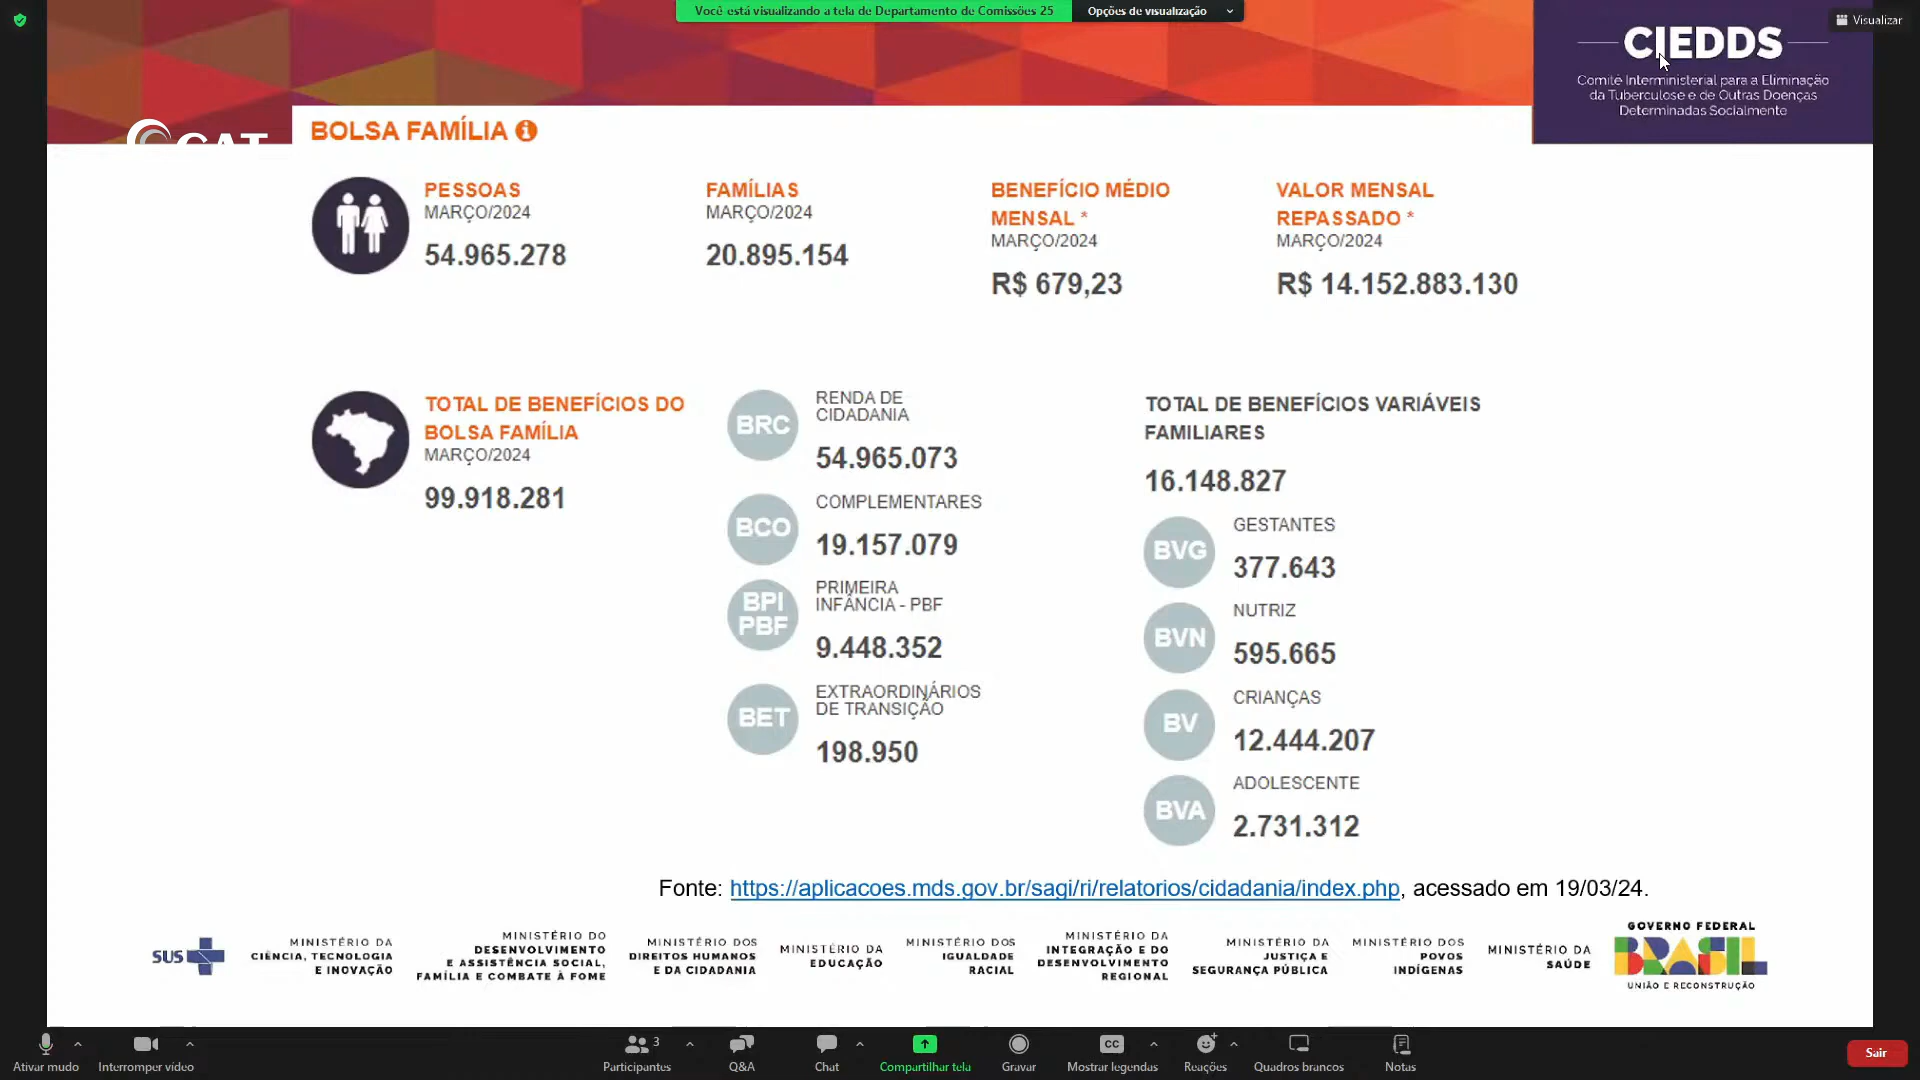 Você está visualizando a tela de Departamento de Comissões 25
Opções de visualização
Visualizar
CIEDDS
Comitê Interministerial para a Eliminação
da Tuberculose e de Outras Doenças
Determinadas Socialmente
BOLSA FAMÍLIA
PESSOAS
MARÇO/2024
54.965.278
FAMÍLIAS
MARÇO/2024
20.895.154
BENEFÍCIO MÉDIO
MENSAL *
MARÇO/2024
R$ 679,23
VALOR MENSAL
REPASSADO *
MARÇO/2024
R$ 14.152.883.130
TOTAL DE BENEFÍCIOS DO
BOLSA FAMÍLIA
MARÇO/2024
99.918.281
BRC
RENDA DE
CIDADANIA
54.965.073
BCO
COMPLEMENTARES
19.157.079
BPI
PBF
PRIMEIRA
INFÂNCIA - PBF
9.448.352
BET
EXTRAORDINÁRIOS
DE TRANSIÇÃO
198.950
TOTAL DE BENEFÍCIOS VARIÁVEIS
FAMILIARES
16.148.827
BVG
GESTANTES
377.643
BVN
NUTRIZ
595.665
BV
CRIANÇAS
12.444.207
BVA
ADOLESCENTE
2.731.312
Fonte: https://aplicacoes.mds.gov.br/sagi/ri/relatorios/cidadania/index.php, acessado em 19/03/24.
SUS
MINISTÉRIO DA
CIÊNCIA, TECNOLOGIA
E INOVAÇÃO
MINISTÉRIO DO
DESENVOLVIMENTO
E ASSISTÊNCIA SOCIAL,
FAMÍLIA E COMBATE À FOME
MINISTÉRIO DOS
DIREITOS HUMANOS
E DA CIDADANIA
MINISTÉRIO DA
EDUCAÇÃO
MINISTÉRIO DOS
IGUALDADE
RACIAL
MINISTÉRIO DA
INTEGRAÇÃO E DO
DESENVOLVIMENTO
REGIONAL
MINISTÉRIO DA
JUSTIÇA E
SEGURANÇA PÚBLICA
MINISTÉRIO DOS
POVOS
INDÍGENAS
MINISTÉRIO DA
SAÚDE
GOVERNO FEDERAL
BRASIL
UNIÃO E RECONSTRUÇÃO
Ativar mudo
Interromper vídeo
3
Participantes
Q&A
Chat
Compartilhar tela
Gravar
CC
Mostrar legendas
Reações
Quadros brancos
Notas
Sair